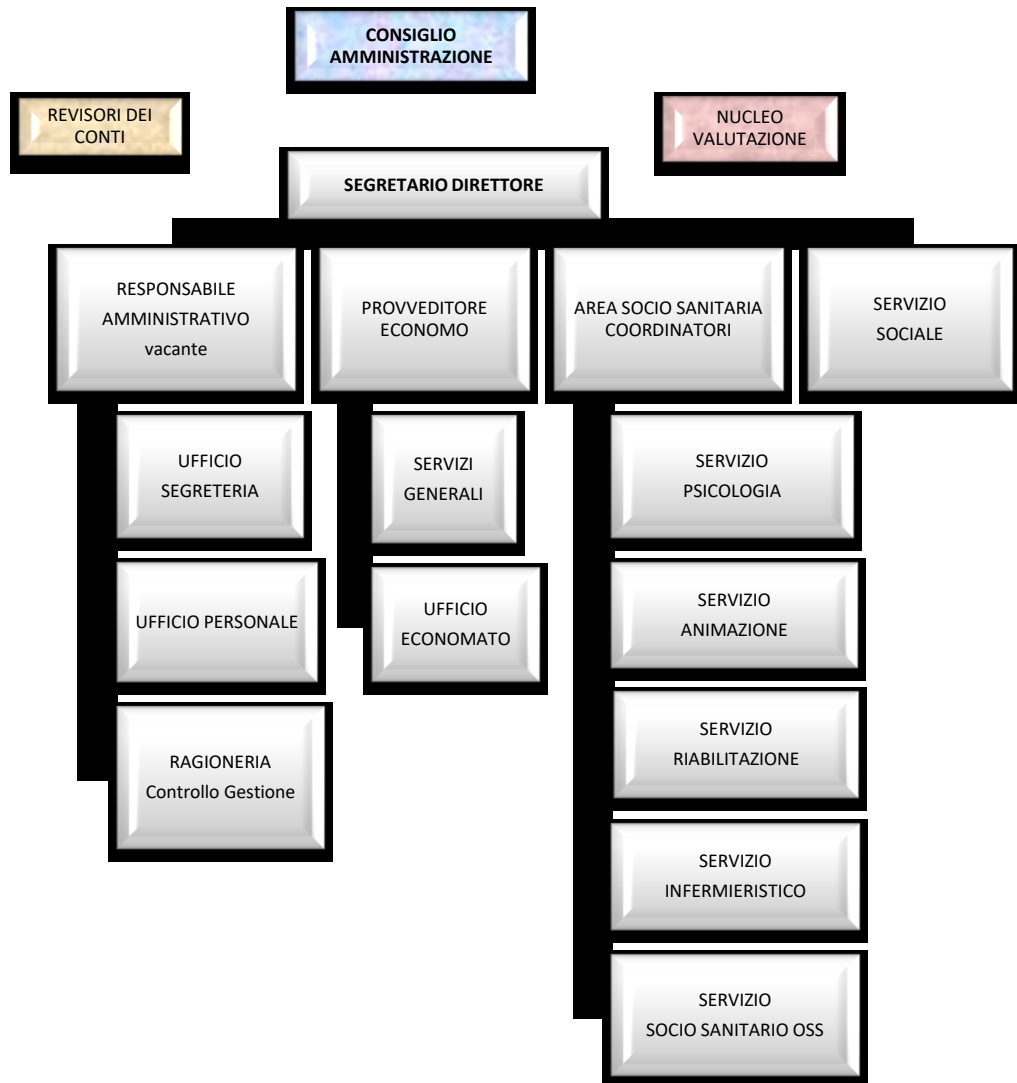 CONSIGLIO
AMMINISTRAZIONE
REVISORI DEI
CONTI
NUCLEO
VALUTAZIONE
SEGRETARIO DIRETTORE
RESPONSABILE
AMMINISTRATIVO
vacante
PROVVEDITORE
ECONOMO
AREA SOCIO SANITARIA
COORDINATORI
SERVIZIO
SOCIALE
UFFICIO
SEGRETERIA
UFFICIO PERSONALE
RAGIONERIA
Controllo Gestione
SERVIZI
GENERALI
UFFICIO
ECONOMATO
SERVIZIO
PSICOLOGIA
SERVIZIO
ANIMAZIONE
SERVIZIO
RIABILITAZIONE
SERVIZIO
INFERMIERISTICO
SERVIZIO
SOCIO SANITARIO OSS